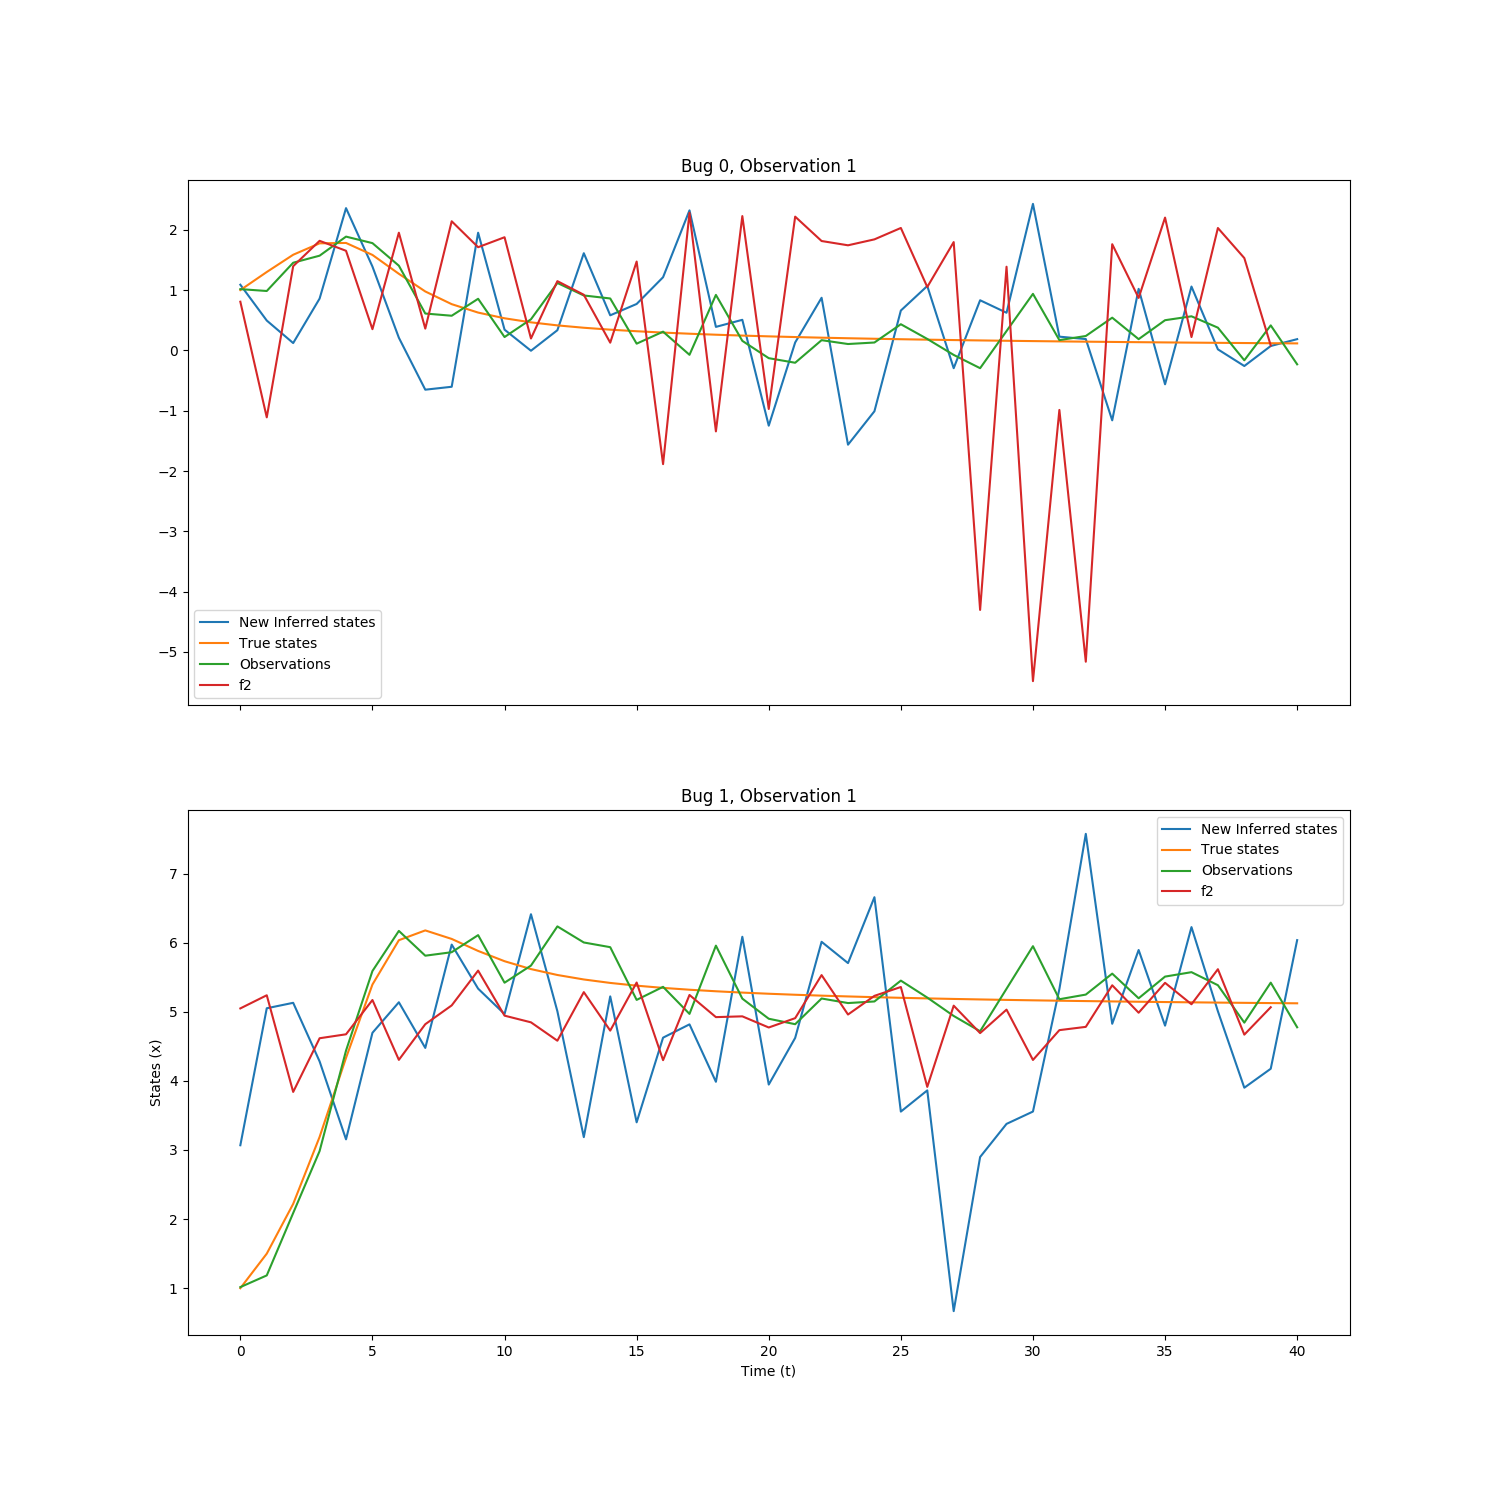 Bug 0, Observation 1
2
1
0
−1
−2
−3
−4
−5
New Inferred states
True states
Observations
f2
Bug 1, Observation 1
States (x)
7
6
5
4
3
2
1
New Inferred states
True states
Observations
f2
0 5 10 15 20 25 30 35 40
Time (t)